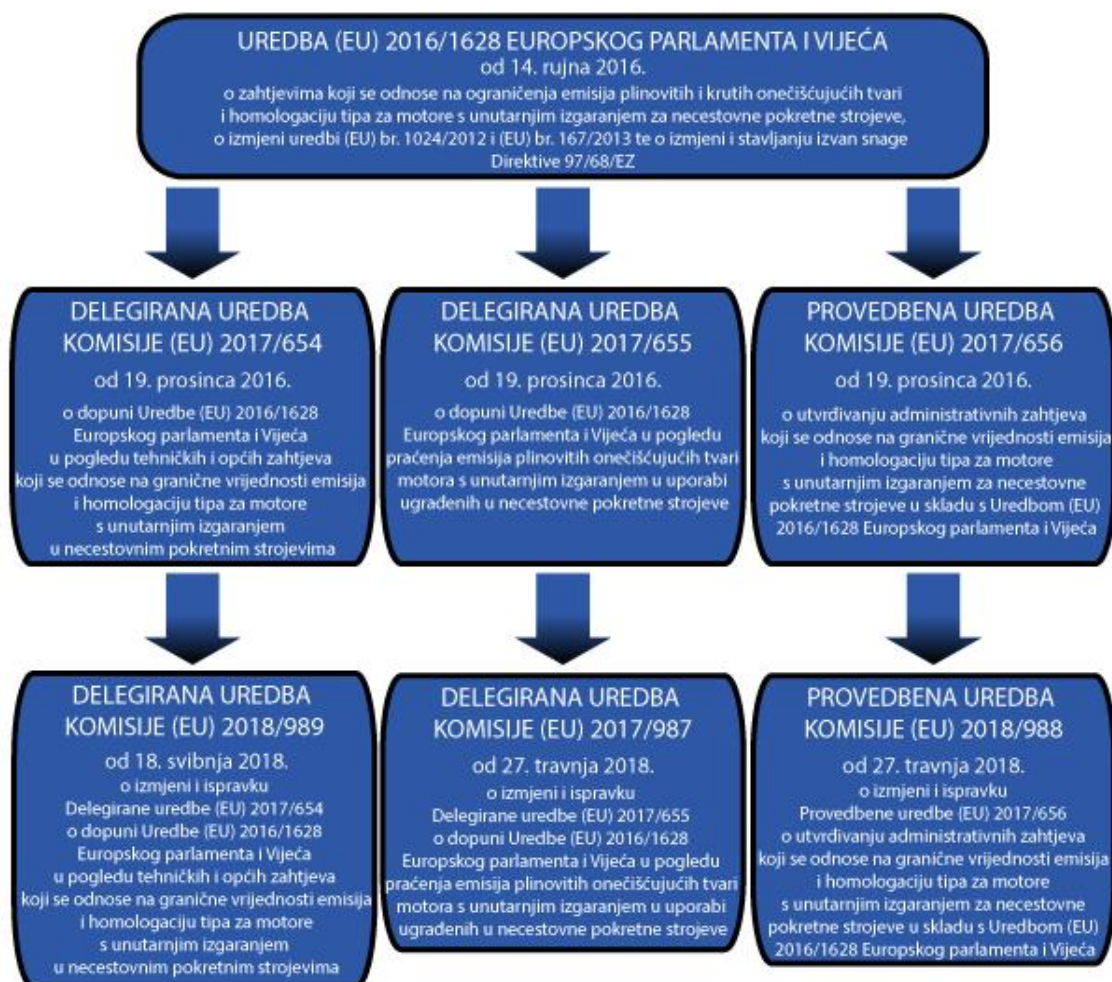 UREDBA (EU) 2016/1628 EUROPSKOG PARLAMENTA I VIJEĆA
od 14. rujna 2016.
o zahtjevima koji se odnose na ograničenja emisija plinovitih i krutih onečišćujućih tvari
i homologaciju tipa za motore s unutarnjim izgaranjem za necestovne pokretne strojeve,
o izmjeni uredbi (EU) br. 1024/2012 i (EU) br. 167/2013 te o izmjeni i stavljanju izvan snage
Direktive 97/68/EZ
DELEGIRANA UREDBA
KOMISIJE (EU) 2017/654
od 19. prosinca 2016.
o dopuni Uredbe (EU) 2016/1628
Europskog parlamenta i Vijeća
u pogledu tehničkih i općih zahtjeva
koji se odnose na granične vrijednosti emisija
i homologaciju tipa za motore
s unutarnjim izgaranjem
u necestovnim pokretnim strojevima
DELEGIRANA UREDBA
KOMISIJE (EU) 2017/655
od 19. prosinca 2016.
o dopuni Uredbe (EU) 2016/1628
Europskog parlamenta i Vijeća u pogledu
praćenja emisija plinovitih onečišćujućih tvari
motora s unutarnjim izgaranjem u uporabi
ugrađenih u necestovne pokretne strojeve
PROVEDBENA UREDBA
KOMISIJE (EU) 2017/656
od 19. prosinca 2016.
o utvrđivanju administrativnih zahtjeva
koji se odnose na granične vrijednosti emisija
i homologaciju tipa za motore
s unutarnjim izgaranjem za necestovne
pokretne strojeve u skladu s Uredbom (EU)
2016/1628 Europskog parlamenta i Vijeća
DELEGIRANA UREDBA
KOMISIJE (EU) 2018/989
od 18. svibnja 2018.
o izmjeni i ispravku
Delegirane uredbe (EU) 2017/654
o dopuni Uredbe (EU) 2016/1628
Europskog parlamenta i Vijeća
u pogledu tehničkih i općih zahtjeva
koji se odnose na granične vrijednosti emisija
i homologaciju tipa za motore
s unutarnjim izgaranjem
u necestovnim pokretnim strojevima
DELEGIRANA UREDBA
KOMISIJE (EU) 2017/987
od 27. travnja 2018.
o izmjeni i ispravku
Delegirane uredbe (EU) 2017/655
o dopuni Uredbe (EU) 2016/1628
Europskog parlamenta i Vijeća u pogledu
praćenja emisija plinovitih onečišćujućih tvari
motora s unutarnjim izgaranjem u uporabi
ugrađenih u necestovne pokretne strojeve
PROVEDBENA UREDBA
KOMISIJE (EU) 2018/988
od 27. travnja 2018.
o izmjeni i ispravku
Provedbene uredbe (EU) 2017/656
o utvrđivanju administrativnih zahtjeva
koji se odnose na granične vrijednosti emisija
i homologaciju tipa za motore
s unutarnjim izgaranjem za necestovne
pokretne strojeve u skladu s Uredbom (EU)
2016/1628 Europskog parlamenta i Vijeća